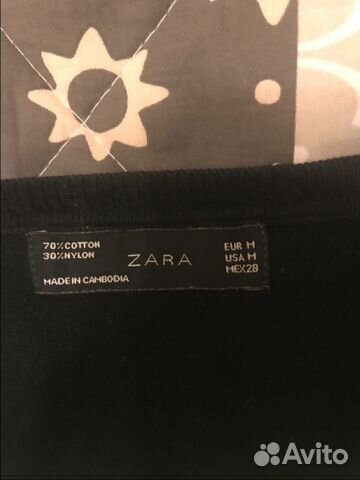 70%COTTON
30%NYLON
MADE IN CAMBODIA
ZARA
EUR M
USA M
MEX28
Avito